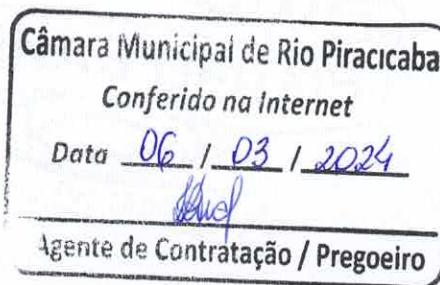 Câmara Municipal de Rio Piracicaba
Conferido na Internet
Data 06 / 03 / 2024
Agente de Contratação / Pregoeiro